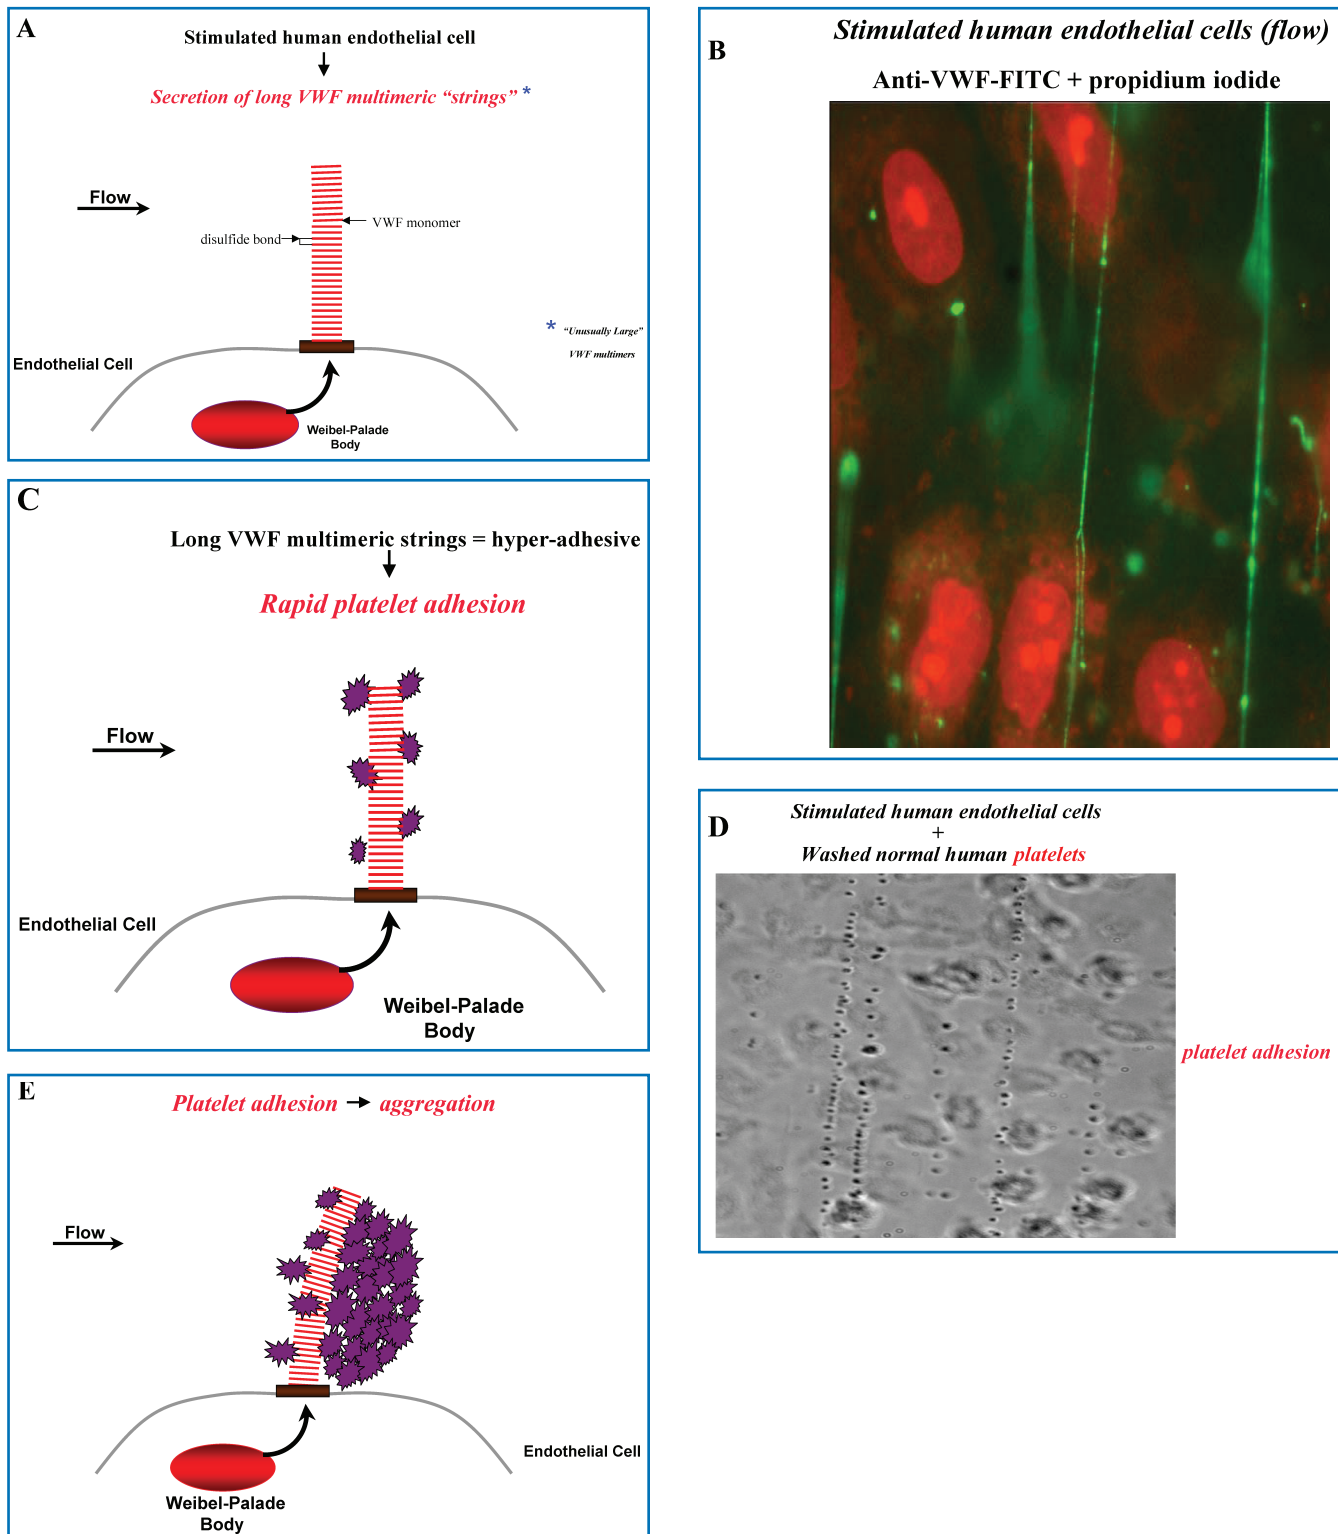 A
Stimulated human endothelial cell
Secretion of long VWF multimeric “strings” *
Flow
VWF monomer
disulfide bond
* “Unusually Large”
VWF multimers
Endothelial Cell
Weibel-Palade
Body
B
Stimulated human endothelial cells (flow)
Anti-VWF-FITC + propidium iodide
C
Long VWF multimeric strings = hyper-adhesive
Rapid platelet adhesion
Flow
Endothelial Cell
Weibel-Palade
Body
D
Stimulated human endothelial cells
+
Washed normal human platelets
platelet adhesion
E
Platelet adhesion → aggregation
Flow
Endothelial Cell
Weibel-Palade
Body